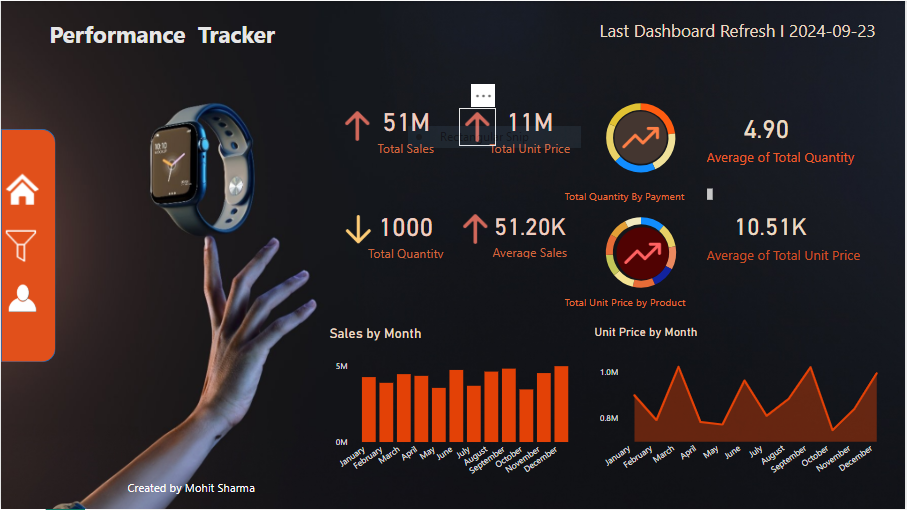 Performance Tracker
Last Dashboard Refresh I 2024-09-23
51M
Total Sales
11M
Total Unit Price
Rectangular Snip
4.90
Average of Total Quantity
Total Quantity By Payment
1000
Total Quantity
51.20K
Average Sales
10.51K
Average of Total Unit Price
Total Unit Price by Product
Sales by Month
5M
0M
January
February
March
April
May
June
July
August
September
October
November
December
Unit Price by Month
1.0M
0.8M
January
February
March
April
May
June
July
August
September
October
November
December
Created by Mohit Sharma